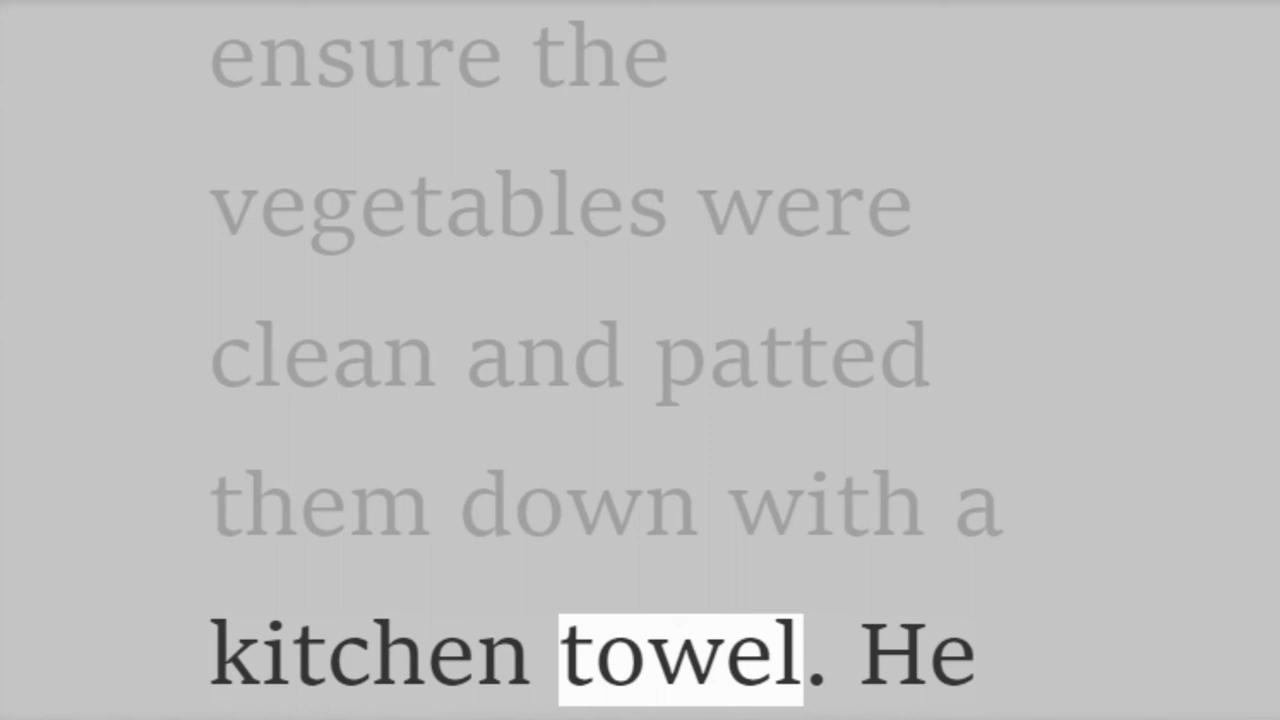 ensure the
vegetables were
clean and patted
them down with a
kitchen towel. He